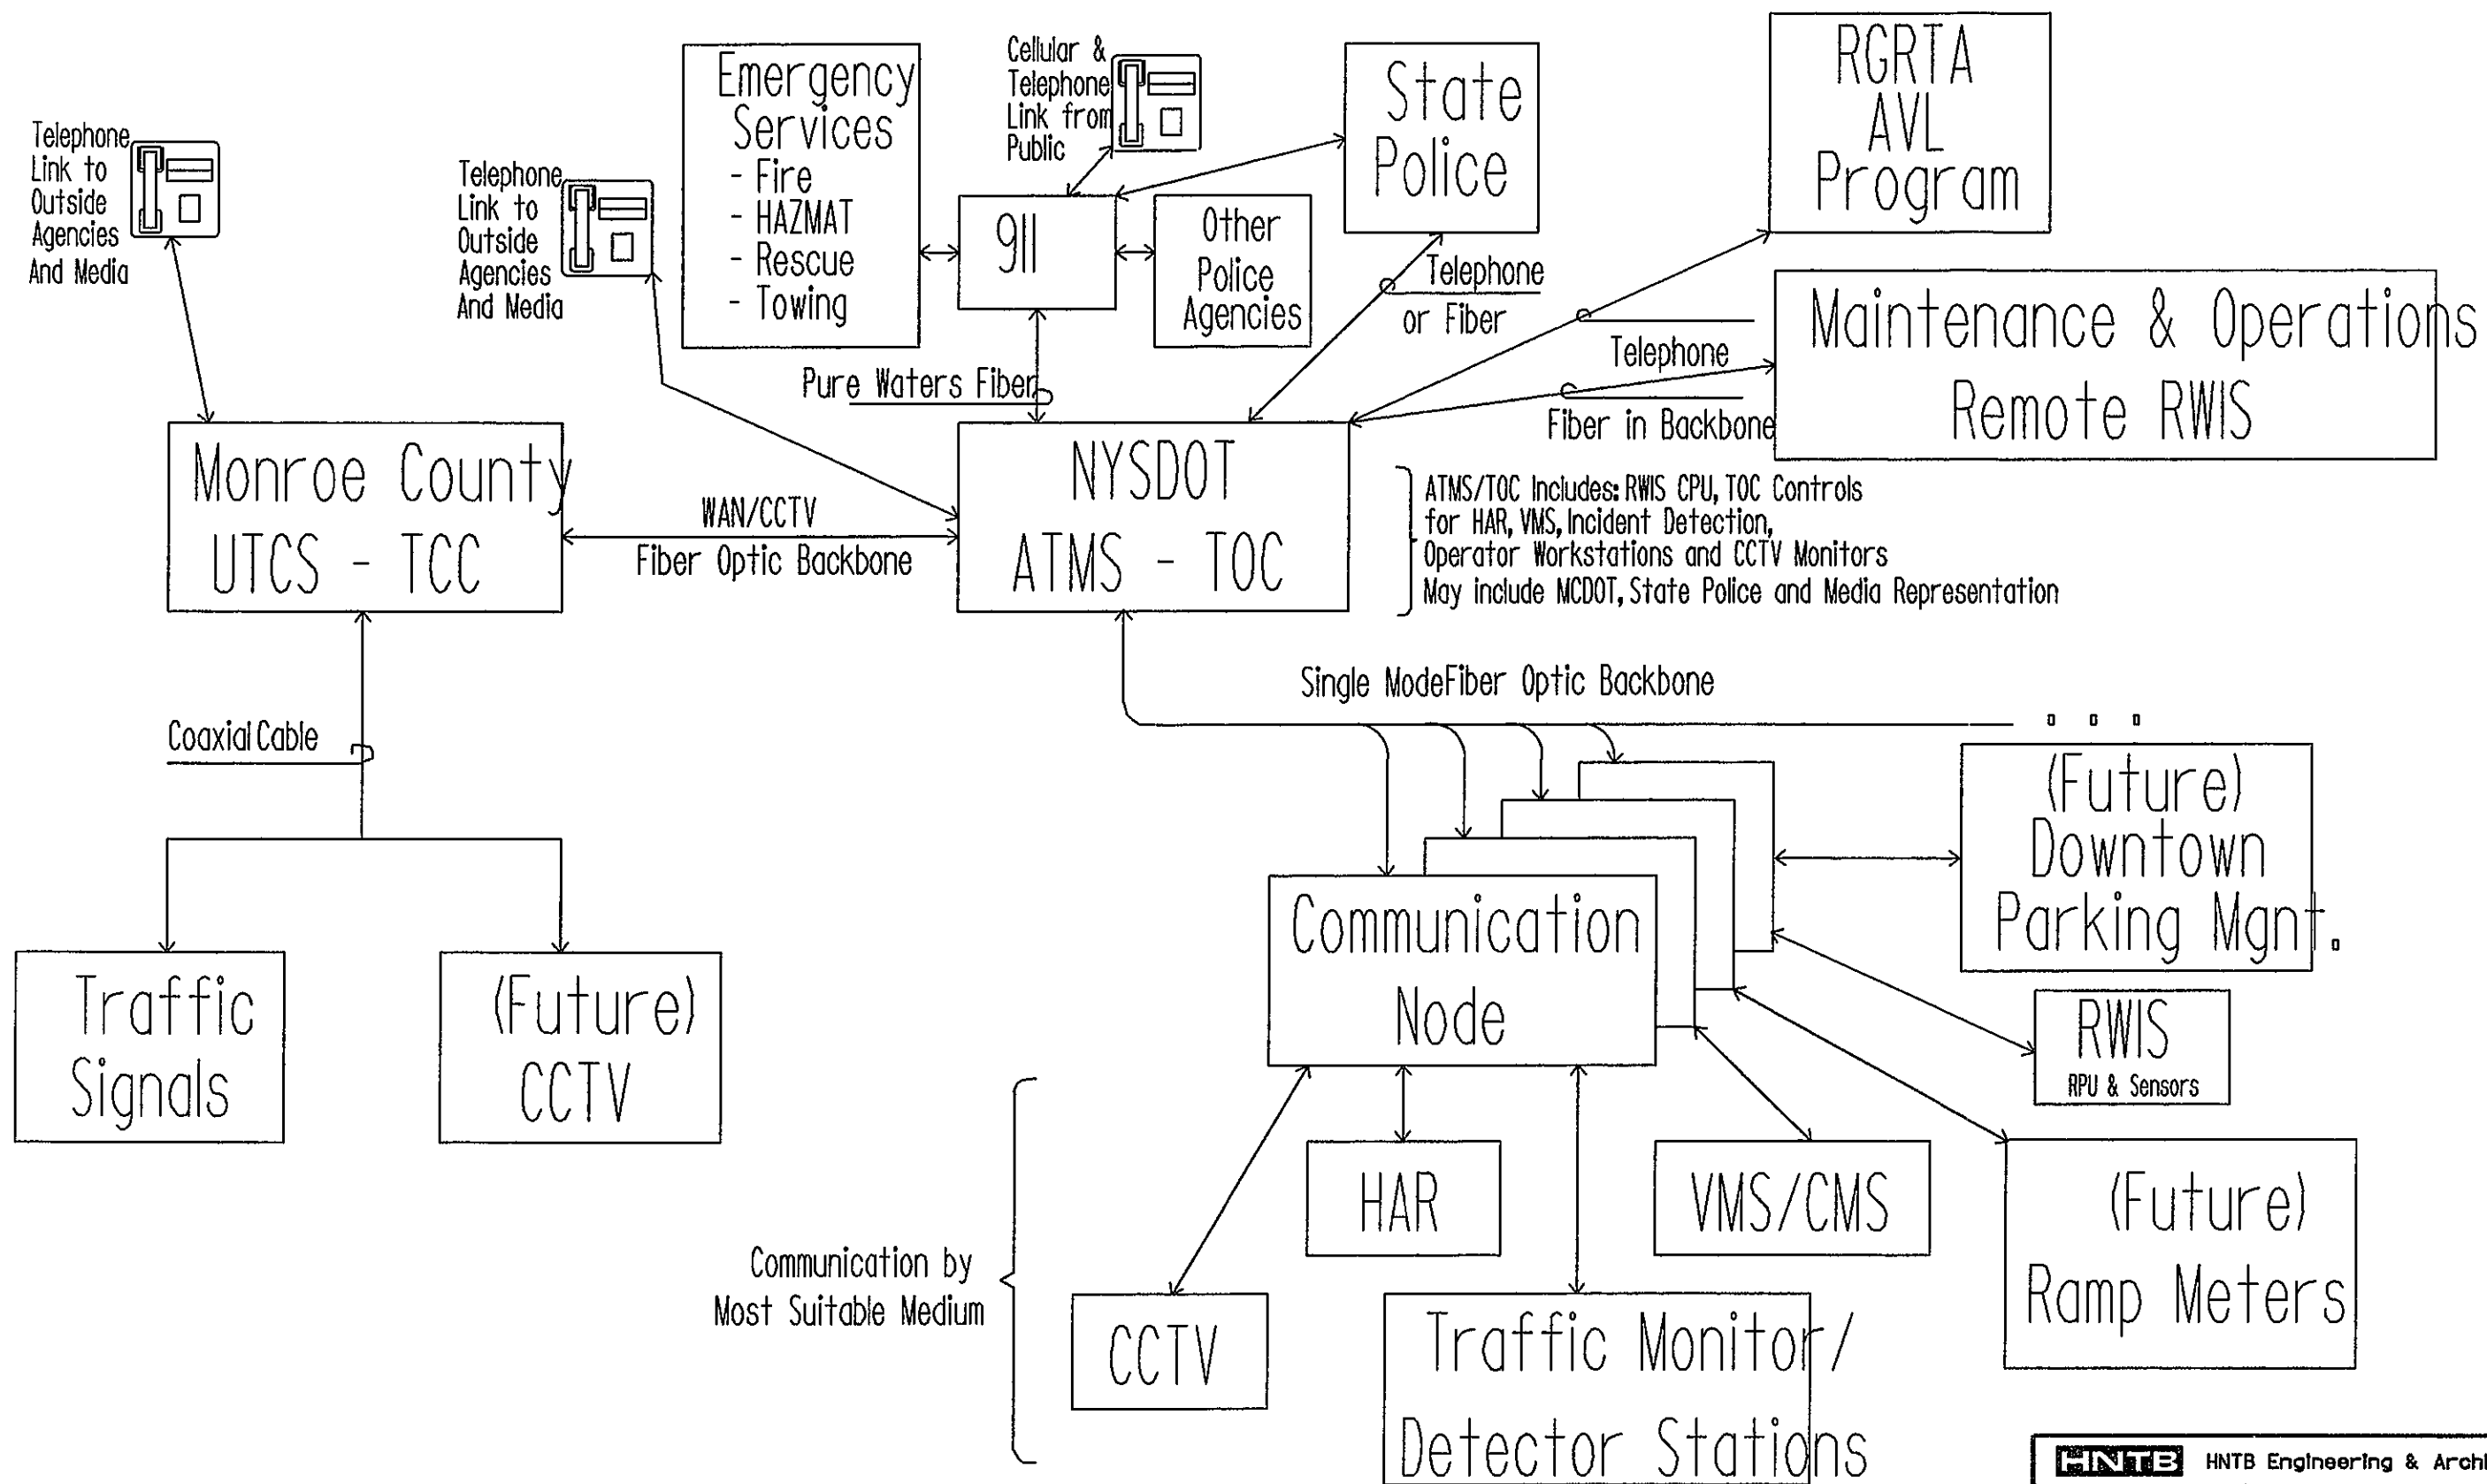 Telephone
Link to
Outside
Agencies
And Media
Telephone
Link to
Outside
Agencies
And Media
Emergency
Services
- Fire
- HAZMAT
- Rescue
- Towing
Cellular &
Telephone
Link from
Public
911
Other
Police
Agencies
State
Police
RGRTA
AVL
Program
Telephone
or Fiber
Telephone
Fiber in Backbone
Maintenance & Operations
Remote RWIS
Pure Waters Fiber
Monroe County
UTCS - TCC
WAN/CCTV
Fiber Optic Backbone
NYSDOT
ATMS - TOC
ATMS/TOC Includes: RWIS CPU, TOC Controls
for HAR, VMS, Incident Detection,
Operator Workstations and CCTV Monitors
May include MCDOT, State Police and Media Representation
Single ModeFiber Optic Backbone
Coaxial Cable
Traffic
Signals
(Future)
CCTV
Communication
Node
(Future)
Downtown
Parking Mgnt.
RWIS
RPU & Sensors
HAR
VMS/CMS
(Future)
Ramp Meters
Communication by
Most Suitable Medium
CCTV
Traffic Monitor/
Detector Stations
HNTB HNTB Engineering & Archi